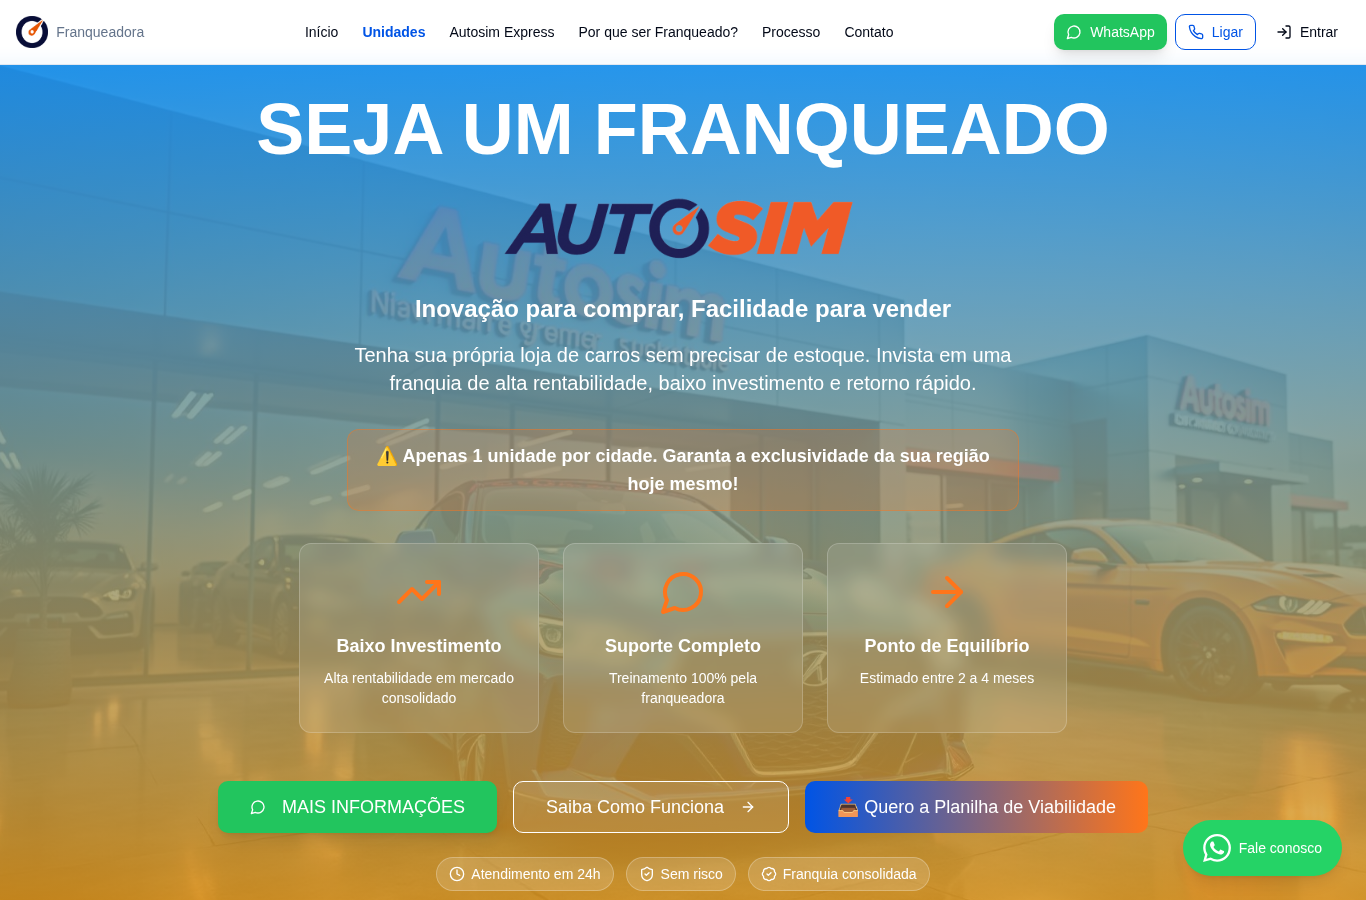 Franqueadora
Início
Unidades
Autosim Express
Por que ser Franqueado?
Processo
Contato
WhatsApp
Ligar
Entrar
SEJA UM FRANQUEADO
AUTOSIM
Autosim
Inovação para comprar, Facilidade para vender
Tenha sua própria loja de carros sem precisar de estoque. Invista em uma
franquia de alta rentabilidade, baixo investimento e retorno rápido.
Autosim
⚠️ Apenas 1 unidade por cidade. Garanta a exclusividade da sua região
hoje mesmo!
Baixo Investimento
Alta rentabilidade em mercado
consolidado
Suporte Completo
Treinamento 100% pela
franqueadora
Ponto de Equilíbrio
Estimado entre 2 a 4 meses
MAIS INFORMAÇÕES
Saiba Como Funciona
📤 Quero a Planilha de Viabilidade
Fale conosco
Atendimento em 24h
Sem risco
Franquia consolidada